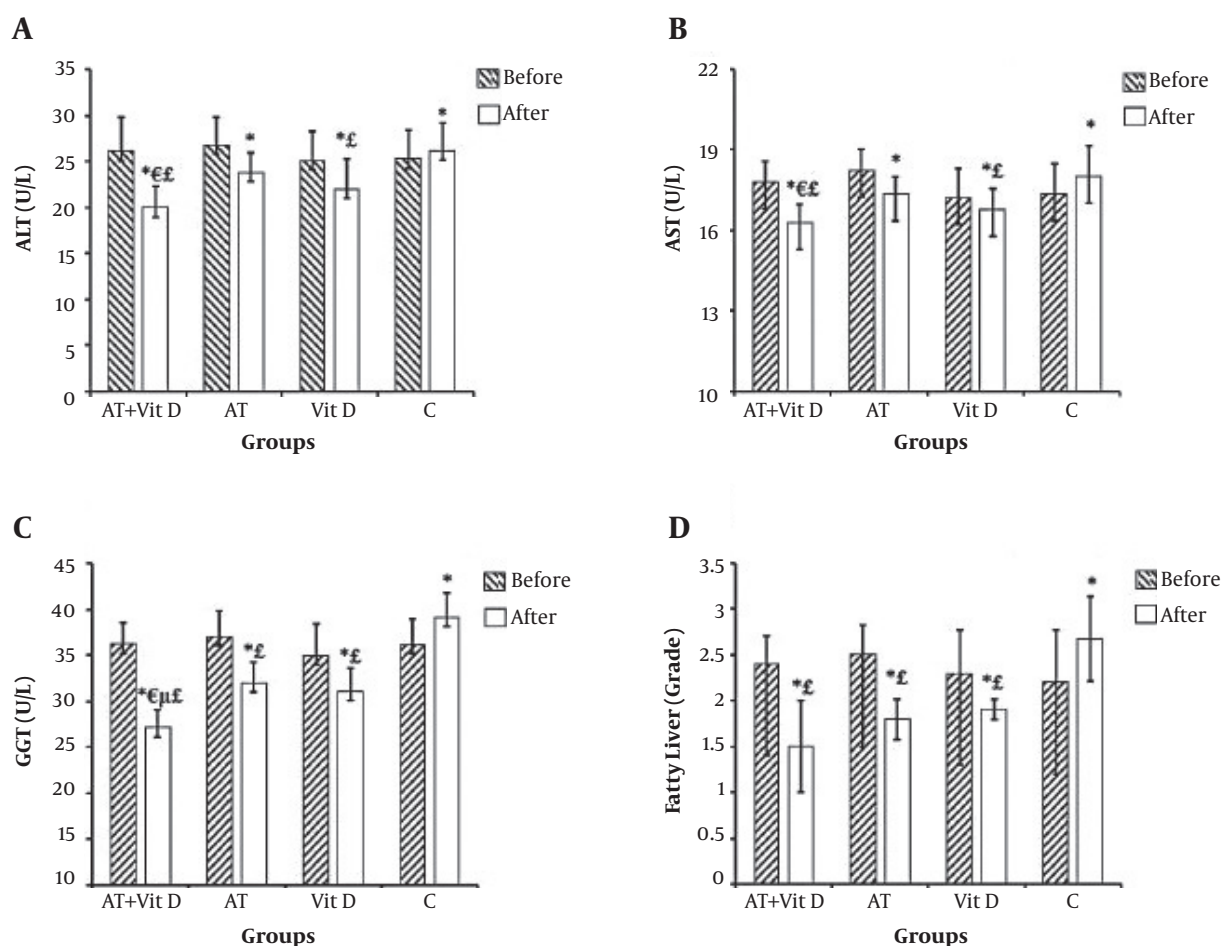 A
ALT (U/L)
35
30
25
20
15
10
5
0
*€£
*
*£
*
Before
After
AT+Vit D AT Vit D C
Groups
B
AST (U/L)
22
19
16
13
10
*€£
*
*£
*
Before
After
AT+Vit D AT Vit D C
Groups
C
GGT (U/L)
45
40
35
30
25
20
15
10
*€µ£
*£
*£
*
Before
After
AT+Vit D AT Vit D C
Groups
D
Fatty Liver (Grade)
3.5
3
2.5
2
1.5
1
0.5
0
*£
*£
*£
*
Before
After
AT+Vit D AT Vit D C
Groups